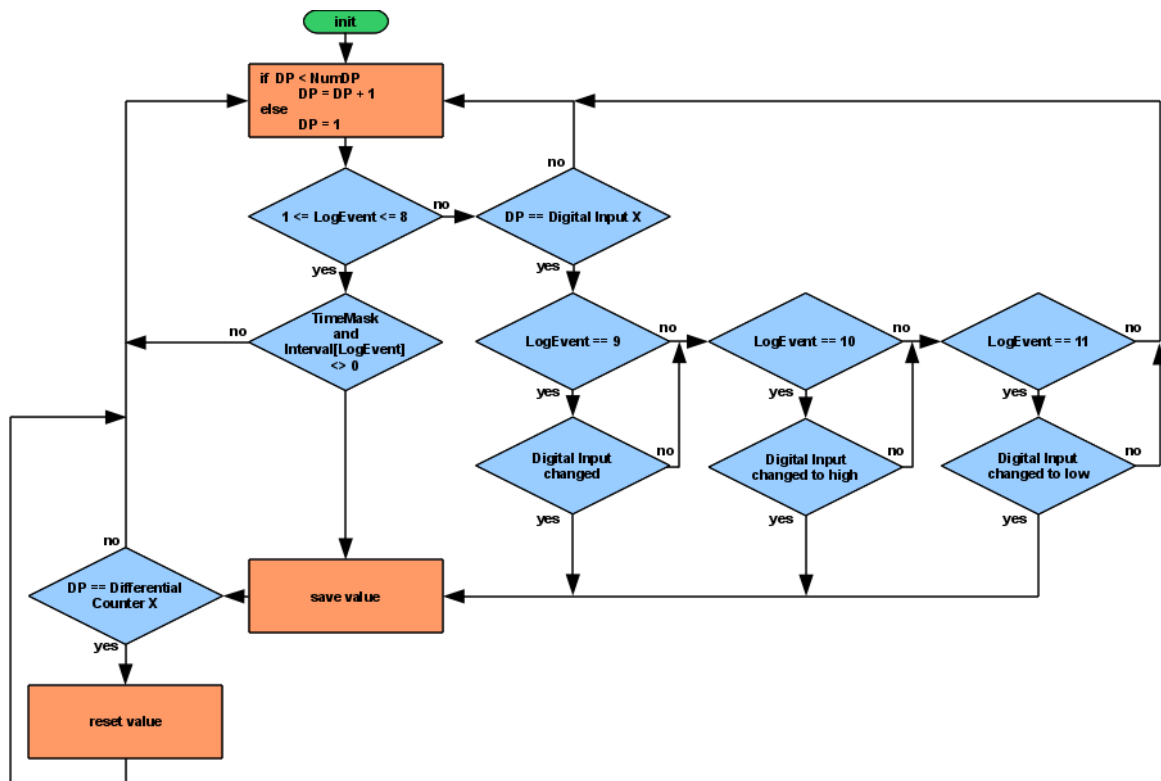 init
if DP < NumDP
DP = DP + 1
else
DP = 1
no
1 <= LogEvent <= 8
no
DP == Digital Input X
yes
yes
no
TimeMask
and
Interval[LogEvent]
<> 0
LogEvent == 9
no
LogEvent == 10
no
LogEvent == 11
no
yes
yes
yes
Digital Input
changed
no
Digital Input
changed to high
no
Digital Input
changed to low
no
yes
yes
yes
no
DP == Differential
Counter X
save value
yes
reset value